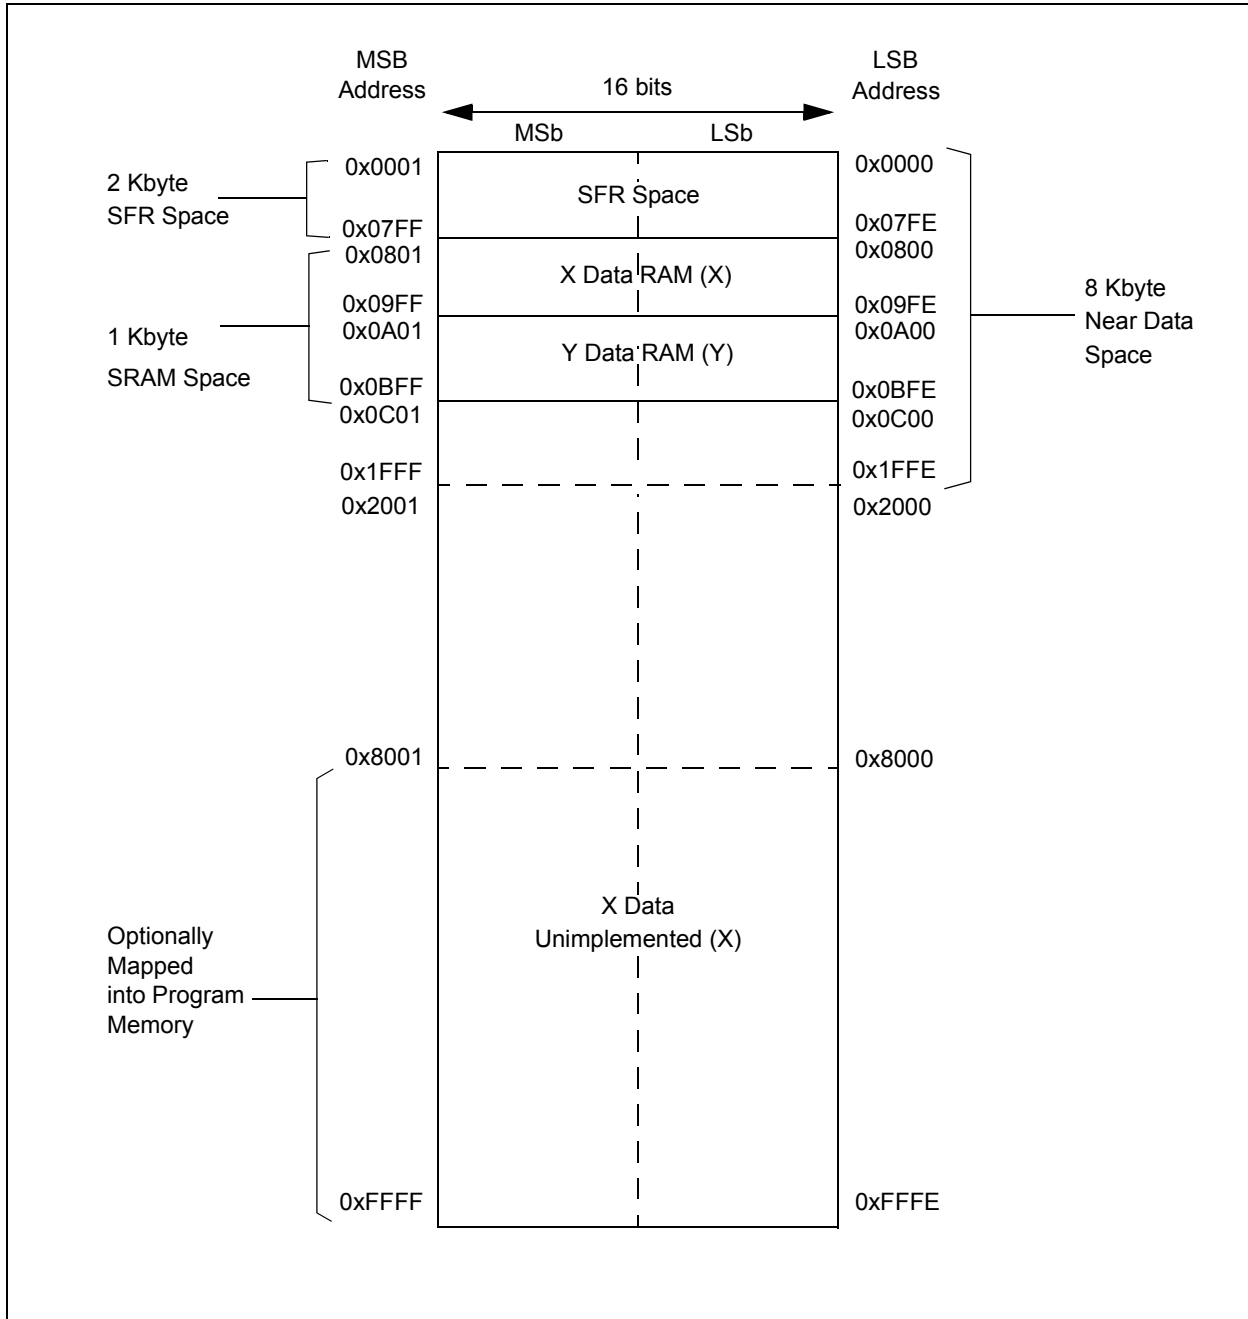 MSB
Address
LSB
Address
16 bits
MSb
LSb
0x0001
0x0000
2 Kbyte
SFR Space
SFR Space
0x07FF
0x07FE
0x0801
0x0800
X Data RAM (X)
0x09FF
0x09FE
8 Kbyte
Near Data
Space
0x0A01
0x0A00
1 Kbyte
SRAM Space
Y Data RAM (Y)
0x0BFF
0x0BFE
0x0C01
0x0C00
0x1FFF
0x1FFE
0x2001
0x2000
0x8001
0x8000
X Data
Unimplemented (X)
Optionally
Mapped
into Program
Memory
0xFFFF
0xFFFE